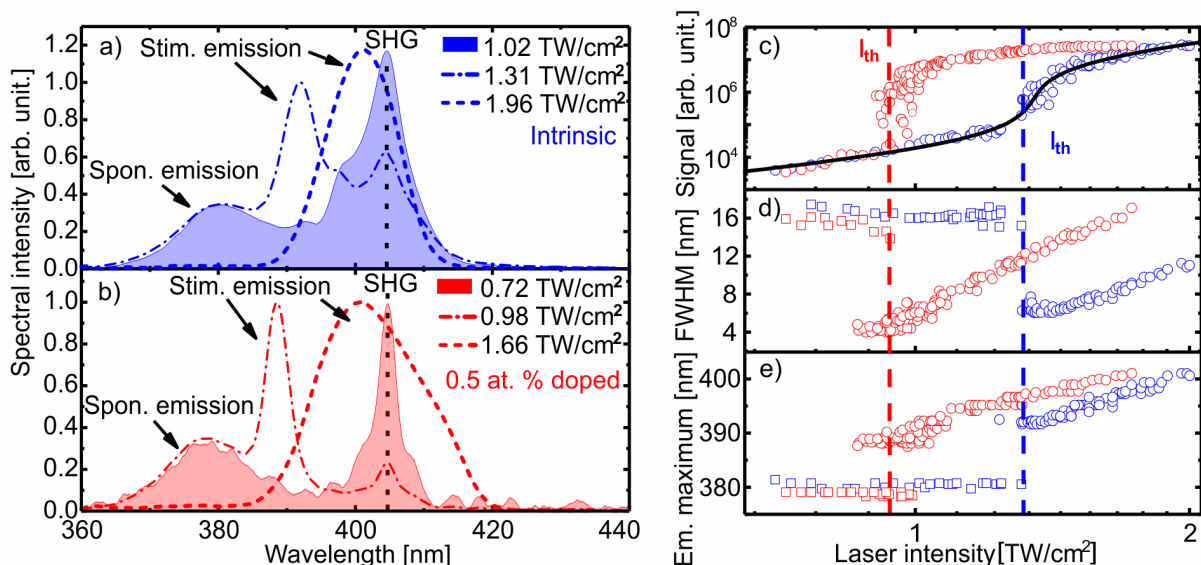 a)
Stim. emission
SHG
1.02 TW/cm²
1.31 TW/cm²
1.96 TW/cm²
Intrinsic
Spon. emission
1.2
1.0
0.8
0.6
0.4
0.2
0.0
b)
Stim. emission
SHG
0.72 TW/cm²
0.98 TW/cm²
1.66 TW/cm²
0.5 at. % doped
Spon. emission
1.0
0.8
0.6
0.4
0.2
0.0
Spectral intensity [arb. unit.]
360 380 400 420 440
Wavelength [nm]
c)
Ith
Ith
10⁸
10⁶
10⁴
Signal [arb. unit.]
d)
16
12
8
4
FWHM [nm]
e)
400
390
380
Em. maximum [nm]
1 2
Laser intensity[TW/cm²]